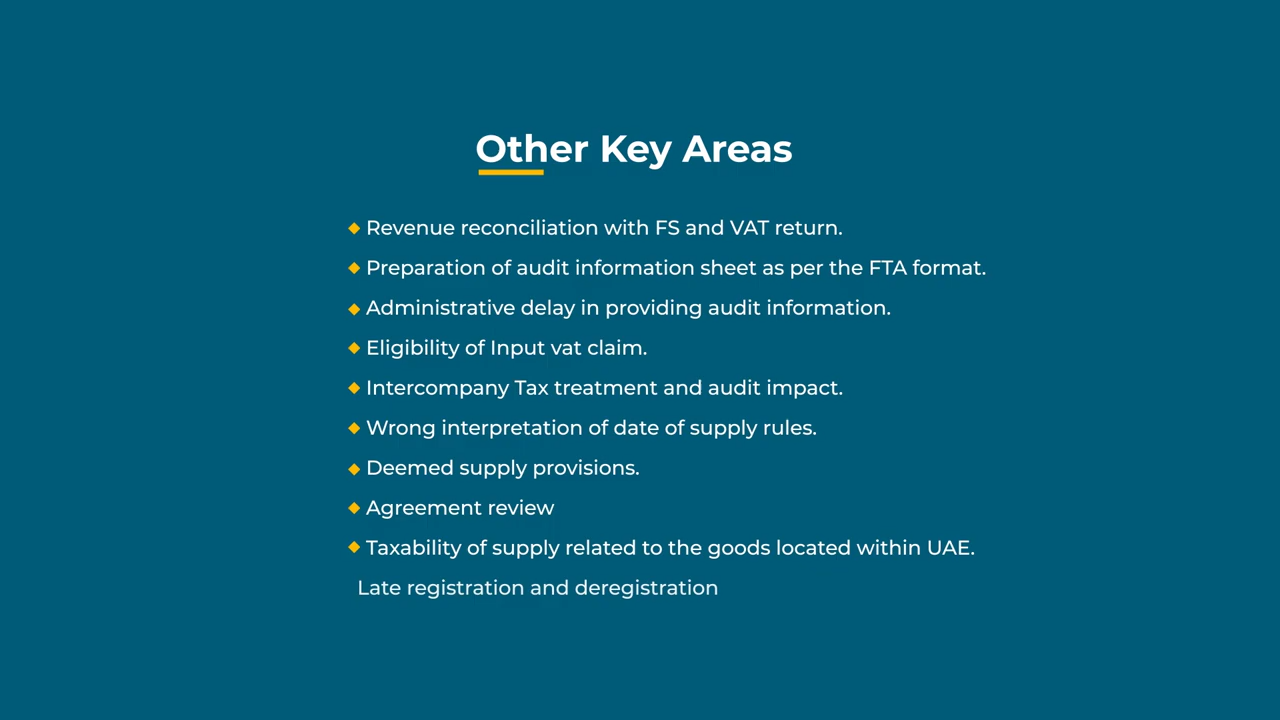 Other Key Areas
Revenue reconciliation with FS and VAT return.
Preparation of audit information sheet as per the FTA format.
Administrative delay in providing audit information.
Eligibility of Input vat claim.
Intercompany Tax treatment and audit impact.
Wrong interpretation of date of supply rules.
Deemed supply provisions.
Agreement review
Taxability of supply related to the goods located within UAE.
Late registration and deregistration